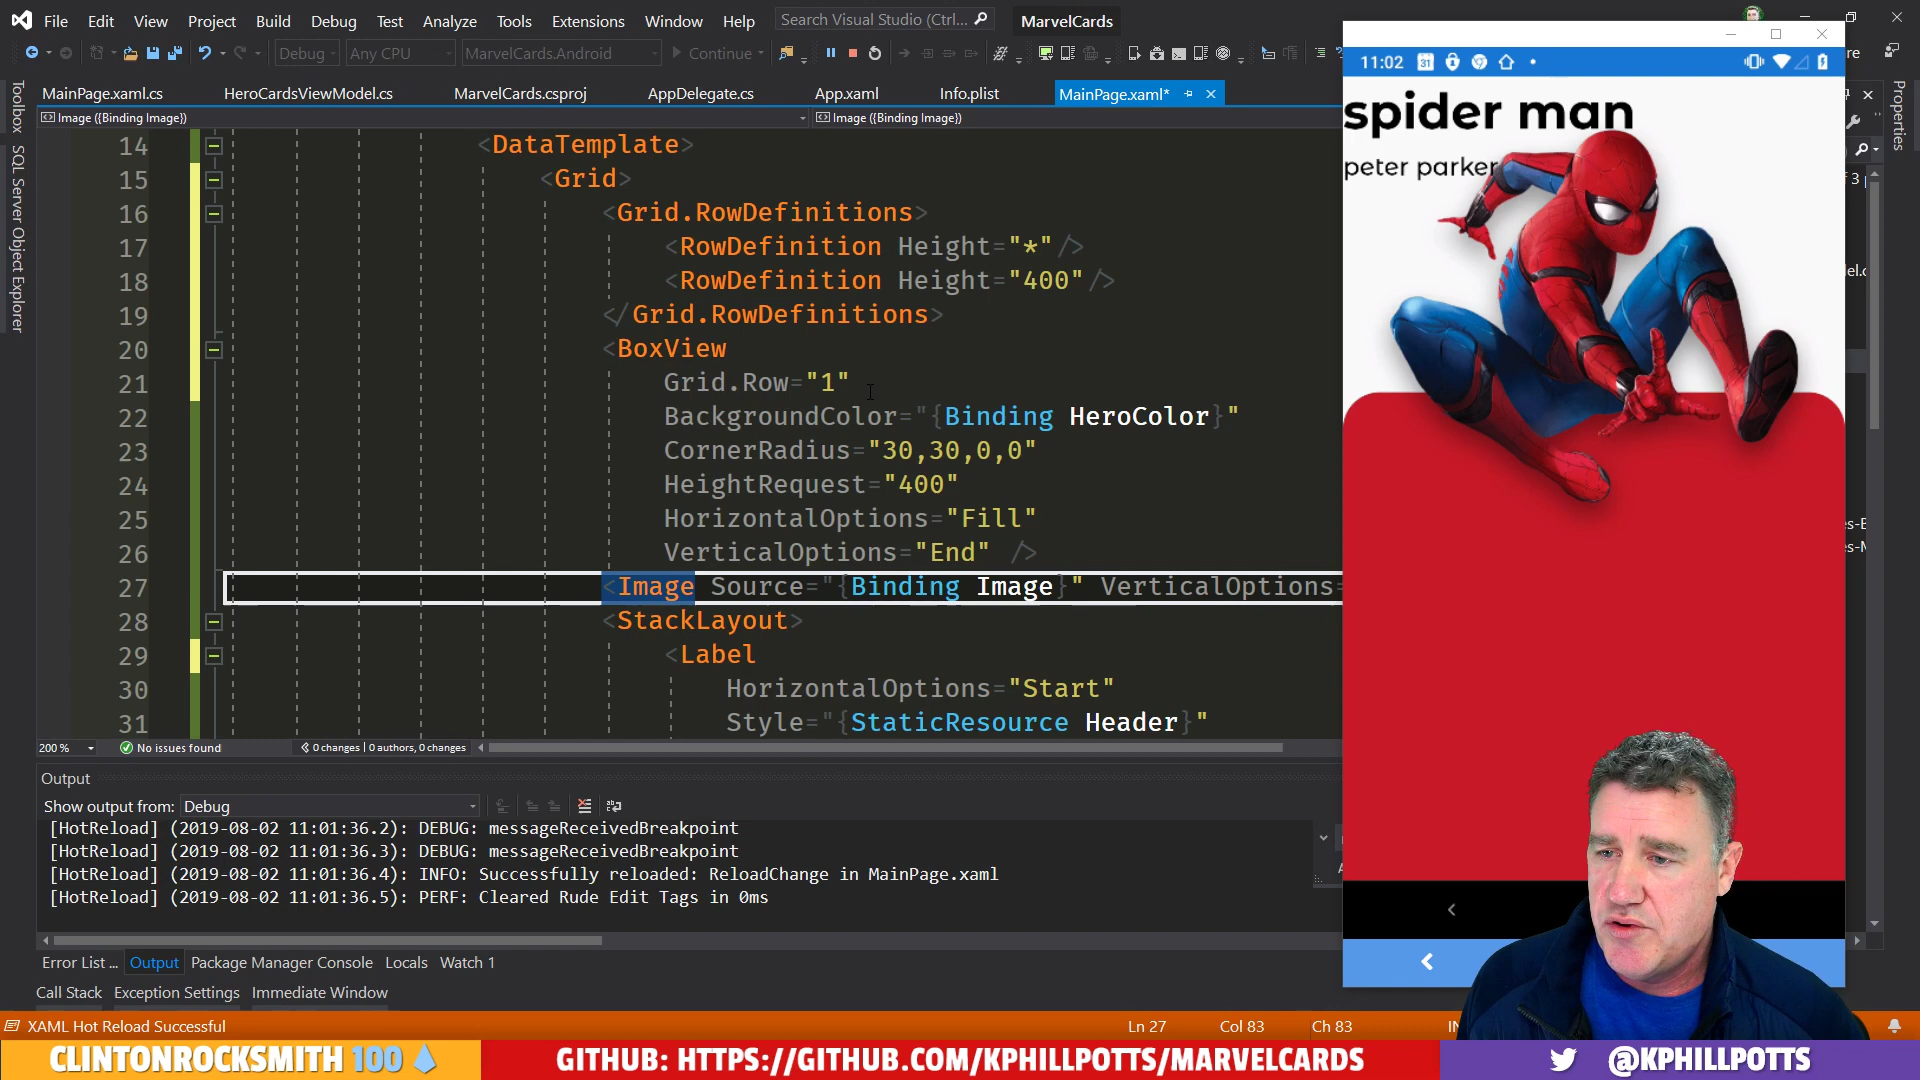 File Edit View Project Build Debug Test Analyze Tools Extensions Window Help Search Visual Studio (Ctrl... MarvelCards
Debug Any CPU MarvelCards.Android Continue
MainPage.xaml.cs HeroCardsViewModel.cs MarvelCards.csproj AppDelegate.cs App.xaml Info.plist MainPage.xaml*
Image ({Binding Image}) Image ({Binding Image})
Toolbox
SQL Server Object Explorer
Properties
14 <DataTemplate>
15 <Grid>
16 <Grid.RowDefinitions>
17 <RowDefinition Height="*"/>
18 <RowDefinition Height="400"/>
19 </Grid.RowDefinitions>
20 <BoxView
21 Grid.Row="1"
22 BackgroundColor="{Binding HeroColor}"
23 CornerRadius="30,30,0,0"
24 HeightRequest="400"
25 HorizontalOptions="Fill"
26 VerticalOptions="End" />
27 <Image Source="{Binding Image}" VerticalOptions=
28 <StackLayout>
29 <Label
30 HorizontalOptions="Start"
31 Style="{StaticResource Header}"
200 % No issues found 0 changes | 0 authors, 0 changes
Output
Show output from: Debug
[HotReload] (2019-08-02 11:01:36.2): DEBUG: messageReceivedBreakpoint
[HotReload] (2019-08-02 11:01:36.3): DEBUG: messageReceivedBreakpoint
[HotReload] (2019-08-02 11:01:36.4): INFO: Successfully reloaded: ReloadChange in MainPage.xaml
[HotReload] (2019-08-02 11:01:36.5): PERF: Cleared Rude Edit Tags in 0ms
Error List ... Output Package Manager Console Locals Watch 1
Call Stack Exception Settings Immediate Window
XAML Hot Reload Successful Ln 27 Col 83 Ch 83
11:02 31
spider man
peter parker
CLINTONROCKSMITH 100
GITHUB: HTTPS://GITHUB.COM/KPHILLPOTTS/MARVELCARDS
@KPHILLPOTTS